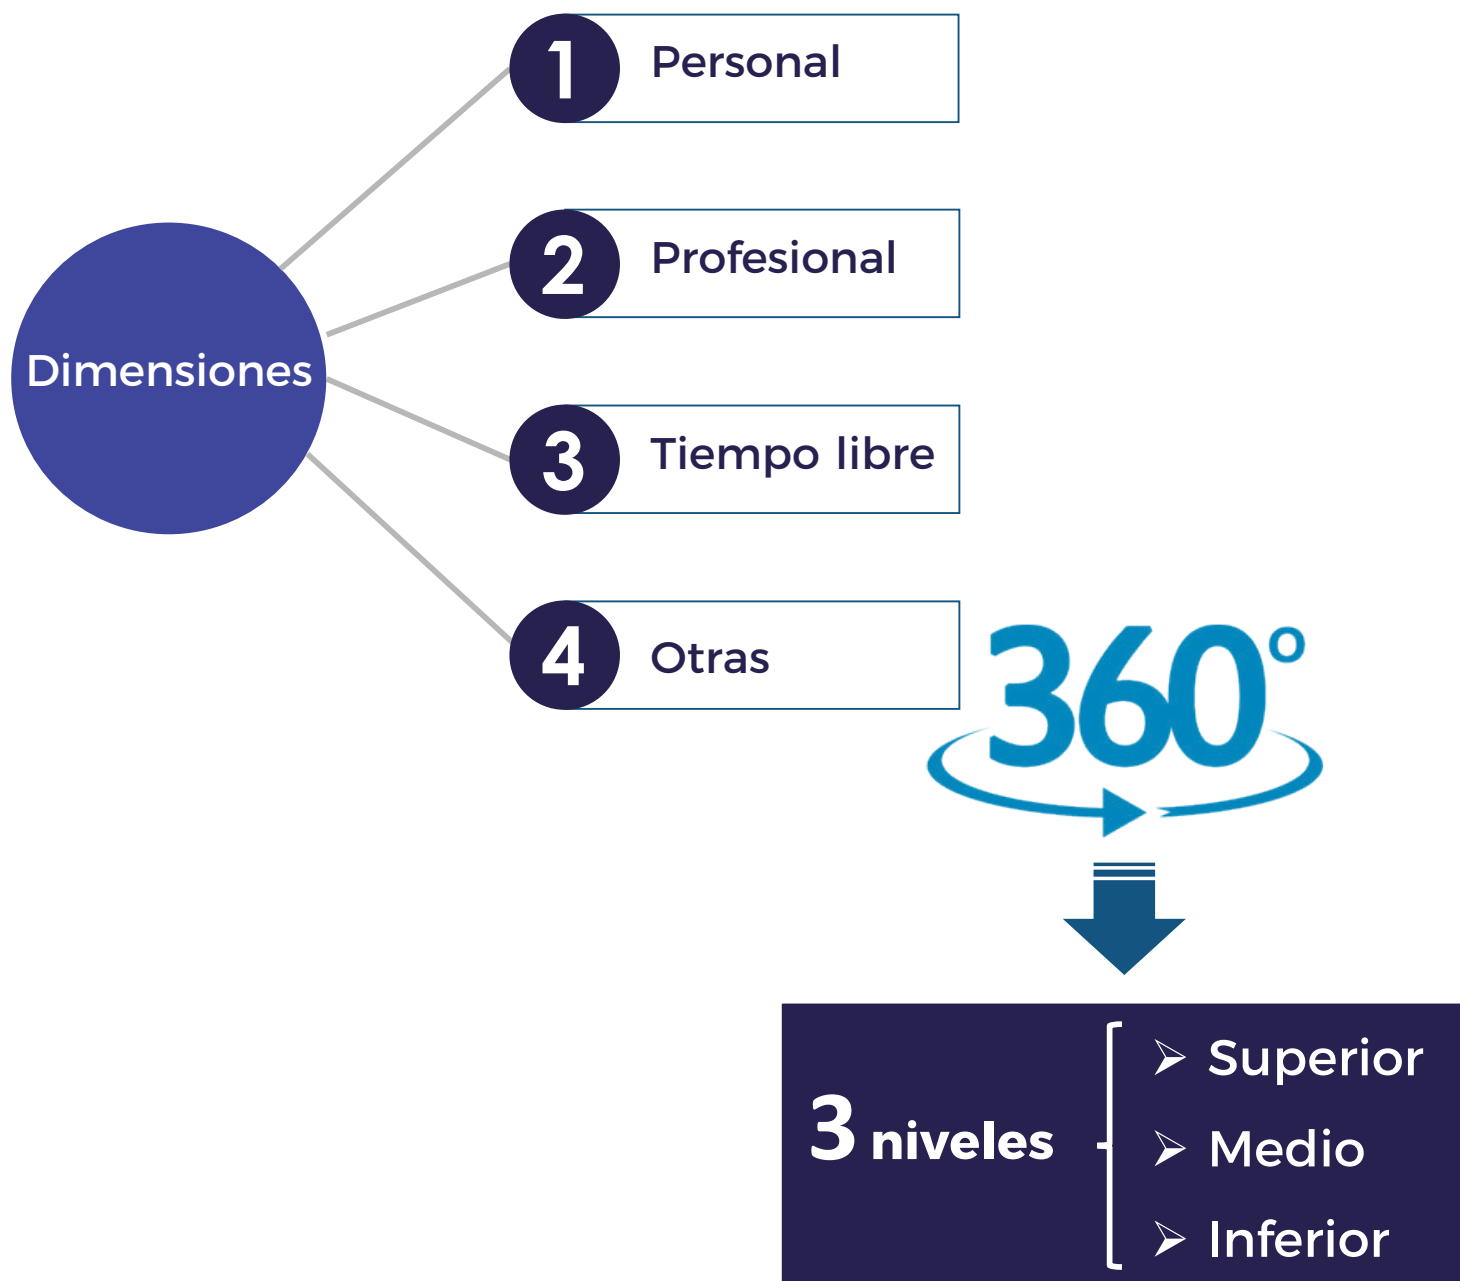 1 Personal
2 Profesional
Dimensiones
3 Tiempo libre
4 Otras
360°
3 niveles
➢ Superior
➢ Medio
➢ Inferior